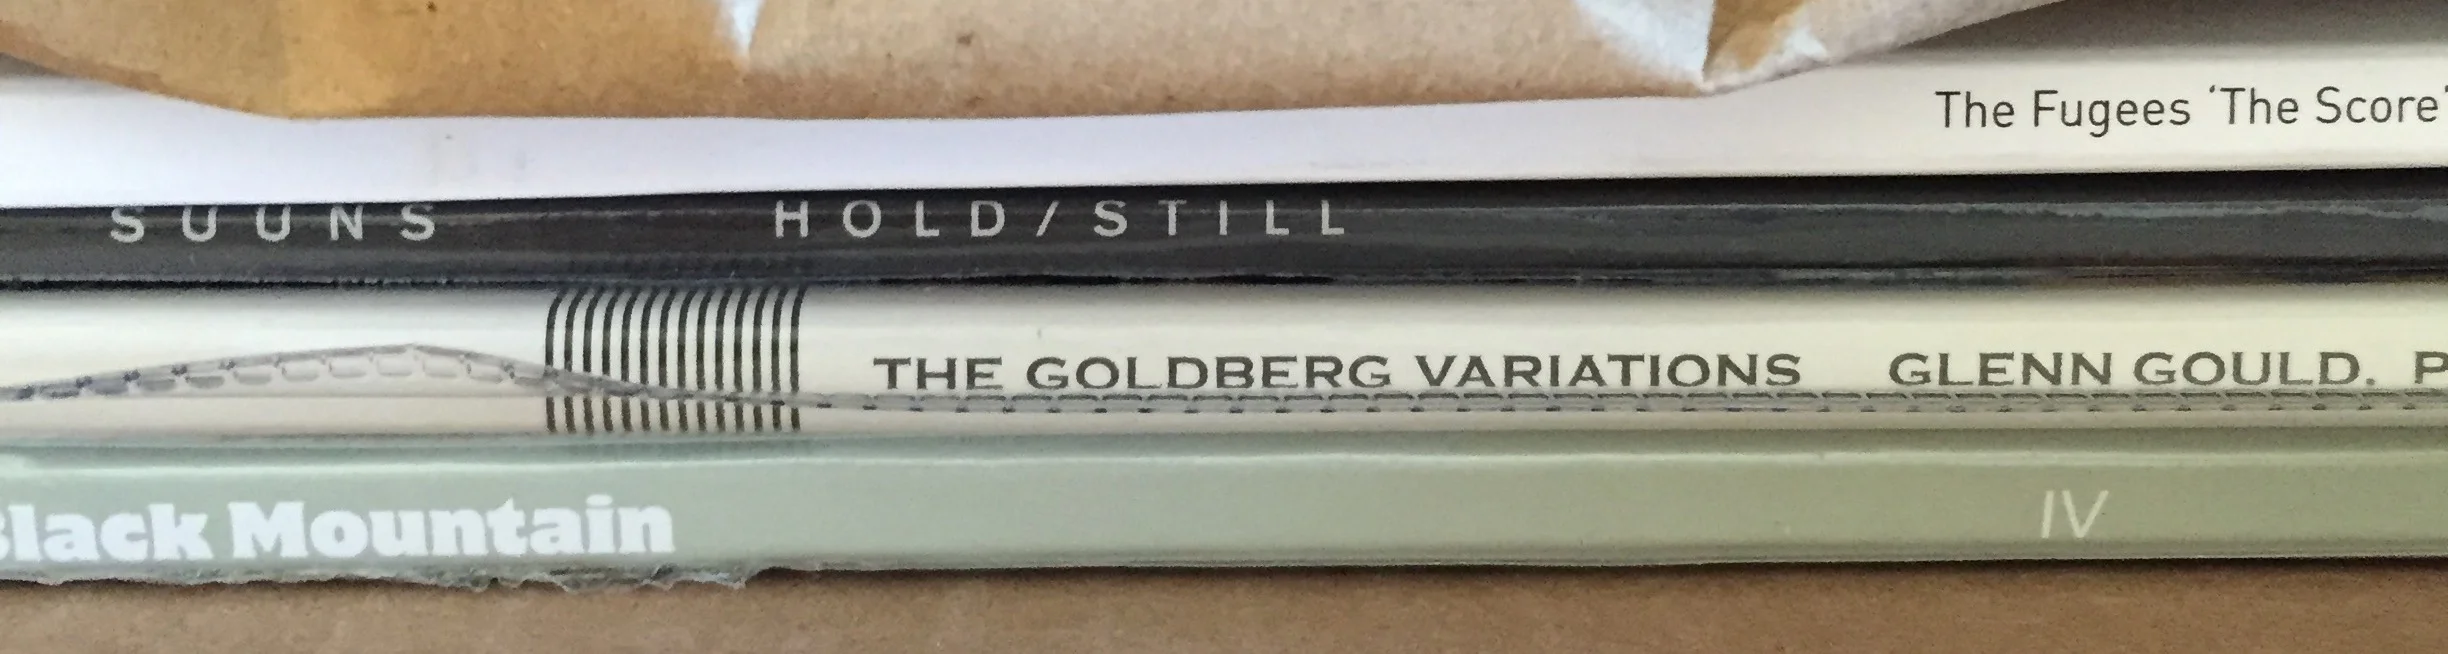 The Fugees 'The Score'
SUUNS HOLD/STILL
THE GOLDBERG VARIATIONS GLENN GOULD. P
Black Mountain IV